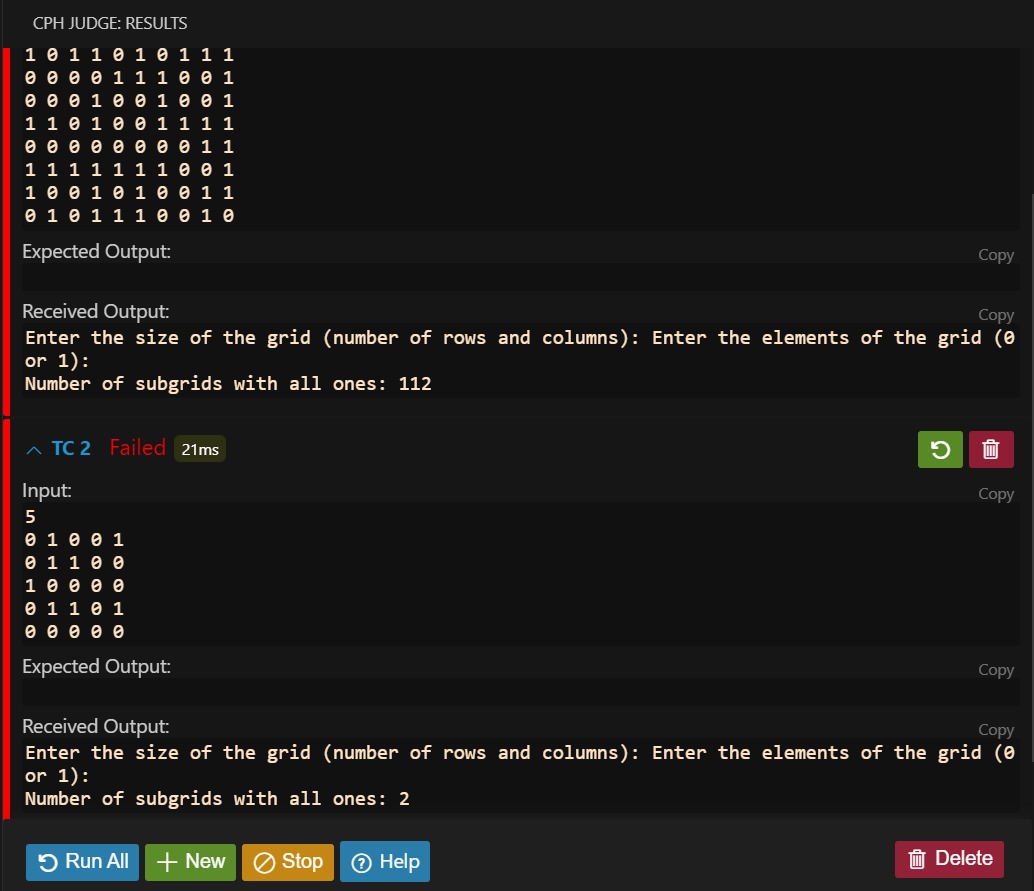 CPH JUDGE: RESULTS
1 0 1 1 0 1 0 1 1 1
0 0 0 0 1 1 1 0 0 1
0 0 0 1 0 0 1 0 0 1
1 1 0 1 0 0 1 1 1 1
0 0 0 0 0 0 0 0 1 1
1 1 1 1 1 1 1 0 0 1
1 0 0 1 0 1 0 0 1 1
0 1 0 1 1 1 0 0 1 0
Expected Output:
Copy
Received Output:
Copy
Enter the size of the grid (number of rows and columns): Enter the elements of the grid (0
or 1):
Number of subgrids with all ones: 112
TC 2 Failed 21ms
Input:
Copy
5
0 1 0 0 1
0 1 1 0 0
1 0 0 0 0
0 1 1 0 1
0 0 0 0 0
Expected Output:
Copy
Received Output:
Copy
Enter the size of the grid (number of rows and columns): Enter the elements of the grid (0
or 1):
Number of subgrids with all ones: 2
Run All New Stop Help Delete